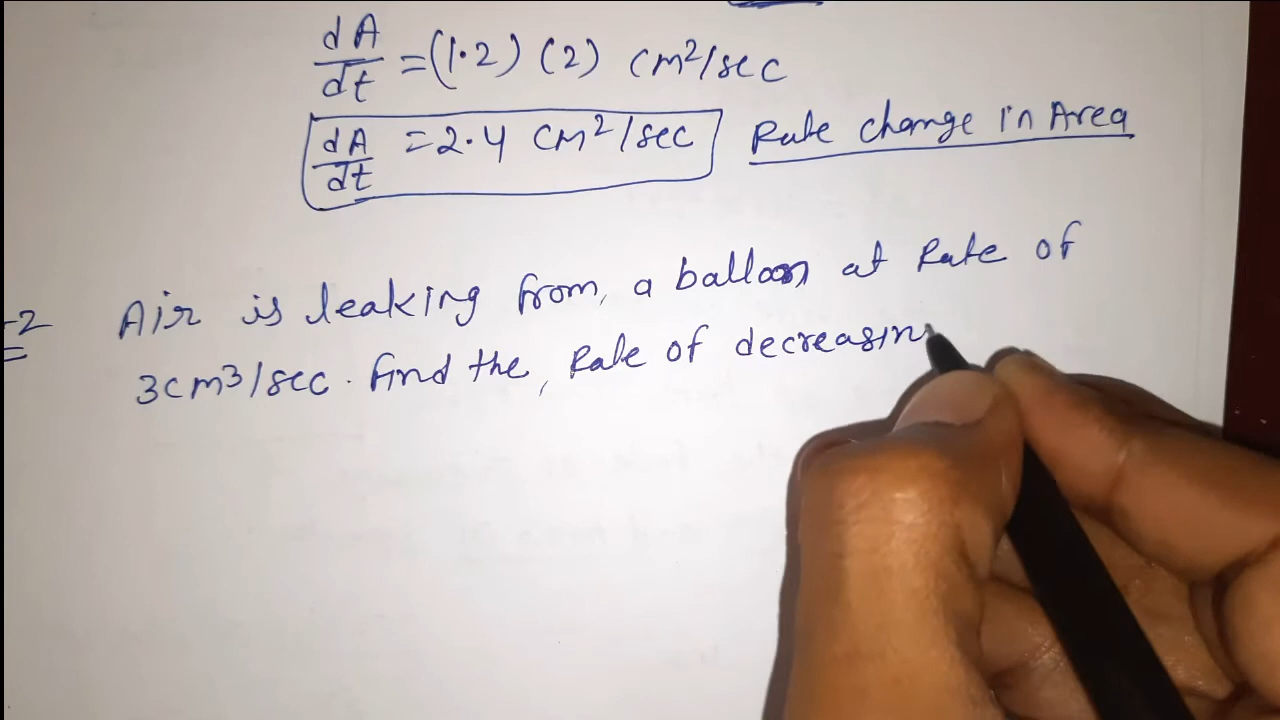 dA/dt = (1.2) (2) cm²/sec
dA/dt = 2.4 cm²/sec Rate change in Area
-2 Air is leaking from, a balloon at Rate of
3cm³/sec. find the, Rate of decreasin